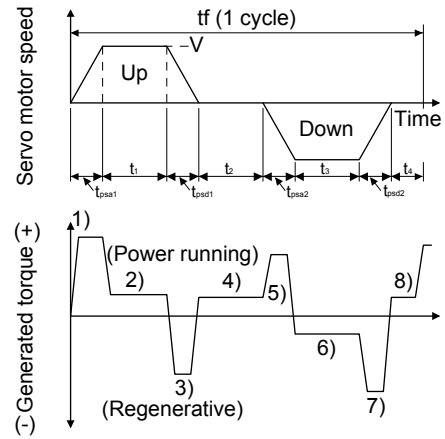 tf (1 cycle)
Servo motor speed
V
Up
Time
Down
t1
t2
t3
t4
tpsa1
tpsd1
tpsa2
tpsd2
(+)
Generated torque
(-)
1)
(Power running)
2)
4)
8)
5)
6)
3)
7)
(Regenerative)